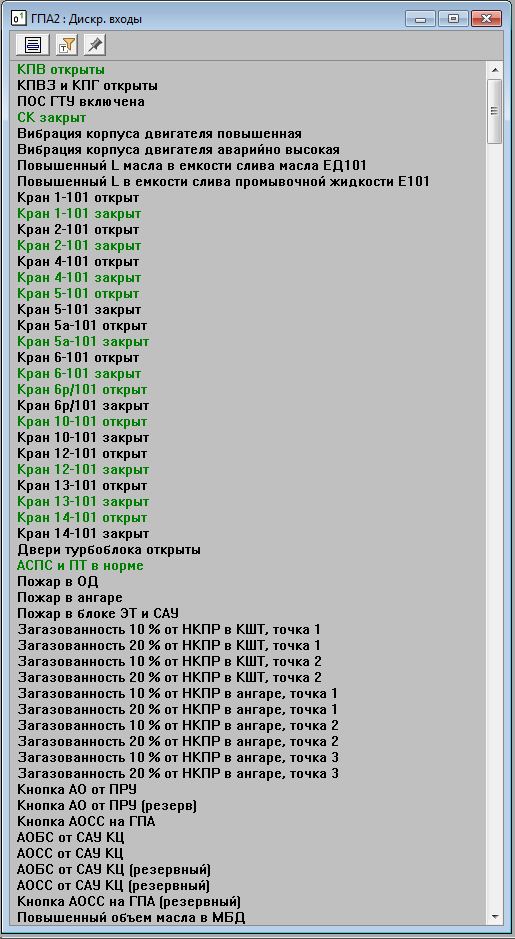 ГПА2 : Дискр. входы
КПВ открыты
КПВЗ и КПГ открыты
ПОС ГТУ включена
СК закрыт
Вибрация корпуса двигателя повышенная
Вибрация корпуса двигателя аварийно высокая
Повышенный L масла в емкости слива масла ЕД101
Повышенный L в емкости слива промывочной жидкости Е101
Кран 1-101 открыт
Кран 1-101 закрыт
Кран 2-101 открыт
Кран 2-101 закрыт
Кран 4-101 открыт
Кран 4-101 закрыт
Кран 5-101 открыт
Кран 5-101 закрыт
Кран 5а-101 открыт
Кран 5а-101 закрыт
Кран 6-101 открыт
Кран 6-101 закрыт
Кран 6р/101 открыт
Кран 6р/101 закрыт
Кран 10-101 открыт
Кран 10-101 закрыт
Кран 12-101 открыт
Кран 12-101 закрыт
Кран 13-101 открыт
Кран 13-101 закрыт
Кран 14-101 открыт
Кран 14-101 закрыт
Двери турбоблока открыты
АСПС и ПТ в норме
Пожар в ОД
Пожар в ангаре
Пожар в блоке ЭТ и САУ
Загазованность 10 % от НКПР в КШТ, точка 1
Загазованность 20 % от НКПР в КШТ, точка 1
Загазованность 10 % от НКПР в КШТ, точка 2
Загазованность 20 % от НКПР в КШТ, точка 2
Загазованность 10 % от НКПР в ангаре, точка 1
Загазованность 20 % от НКПР в ангаре, точка 1
Загазованность 10 % от НКПР в ангаре, точка 2
Загазованность 20 % от НКПР в ангаре, точка 2
Загазованность 10 % от НКПР в ангаре, точка 3
Загазованность 20 % от НКПР в ангаре, точка 3
Кнопка АО от ПРУ
Кнопка АО от ПРУ (резерв)
Кнопка АОСС на ГПА
АОБС от САУ КЦ
АОСС от САУ КЦ
АОБС от САУ КЦ (резервный)
АОСС от САУ КЦ (резервный)
Кнопка АОСС на ГПА (резервный)
Повышенный объем масла в МБД